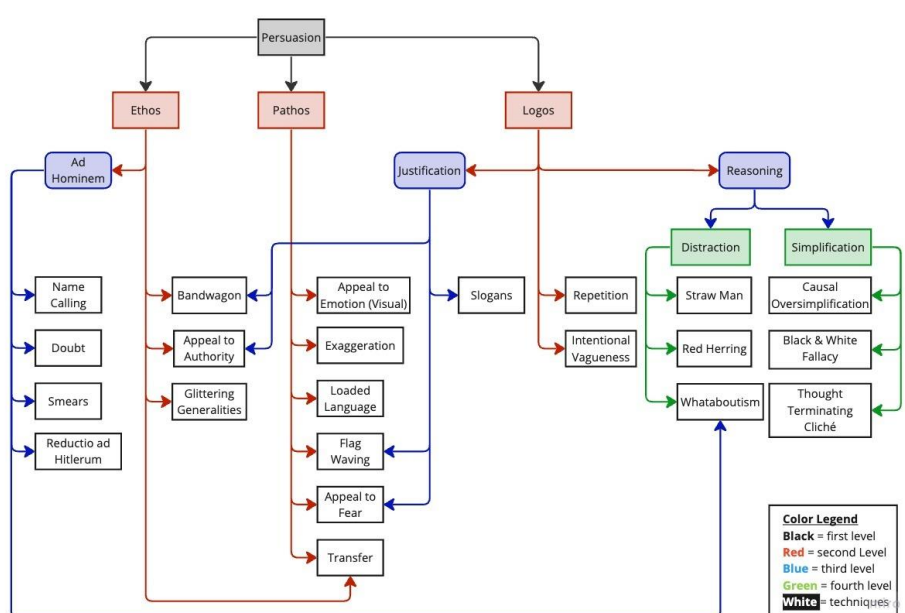 Persuasion
Ethos
Pathos
Logos
Ad
Hominem
Justification
Reasoning
Distraction
Simplification
Name
Calling
Bandwagon
Appeal to
Emotion (Visual)
Slogans
Repetition
Straw Man
Causal
Oversimplification
Doubt
Appeal to
Authority
Exaggeration
Intentional
Vagueness
Red Herring
Black & White
Fallacy
Smears
Glittering
Generalities
Loaded
Language
Whataboutism
Thought
Terminating
Cliché
Reductio ad
Hitlerum
Flag
Waving
Appeal to
Fear
Transfer
Color Legend
Black = first level
Red = second Level
Blue = third level
Green = fourth level
White = techniques